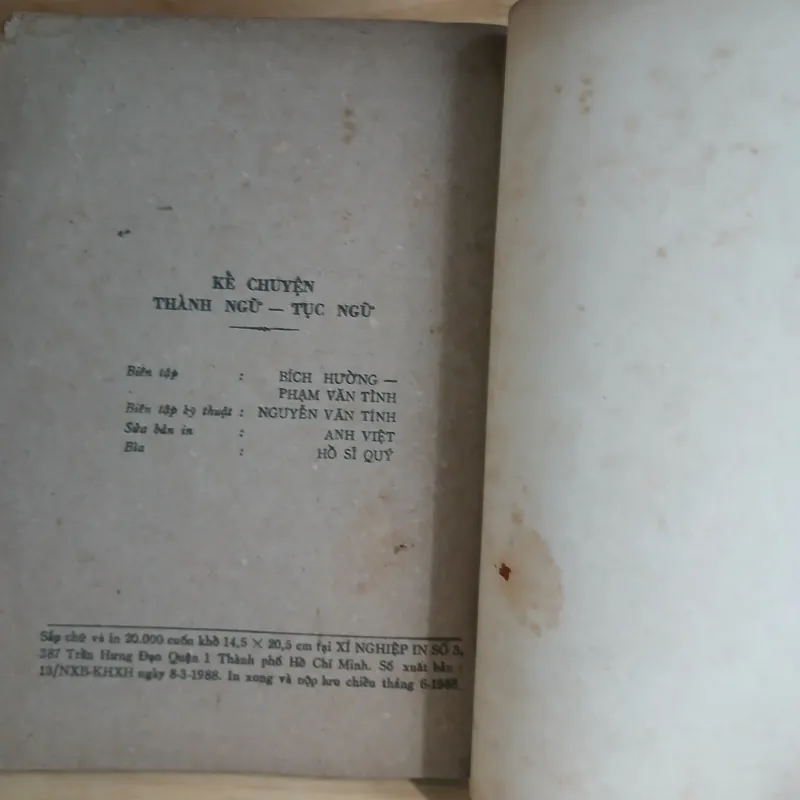 KỂ CHUYỆN
THÀNH NGỮ — TỤC NGỮ
Biên tập : BÍCH HƯỜNG —
PHẠM VĂN TÌNH
Biên tập kỹ thuật : NGUYỄN VĂN TÍNH
Sửa bản in : ANH VIỆT
Bìa : HỒ SĨ QUÝ
Sắp chữ và in 20.000 cuốn khổ 14,5 × 20,5 cm tại XÍ NGHIỆP IN SỐ 3,
387 Trần Hưng Đạo Quận 1 Thành phố Hồ Chí Minh. Số xuất bản :
13/NXB-KHXH ngày 8-3-1988. In xong và nộp lưu chiều tháng 6-1988.